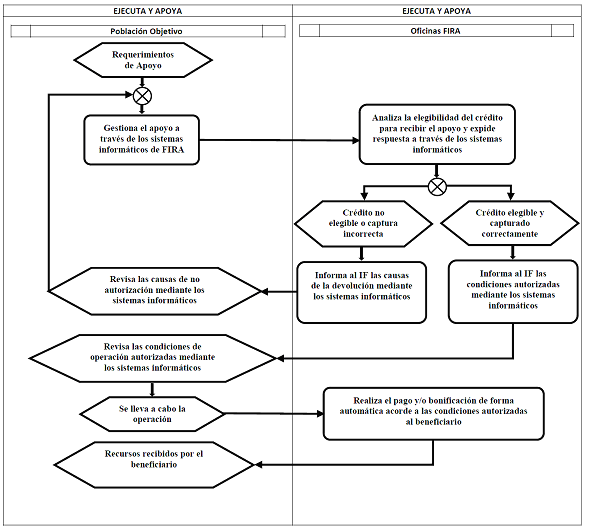 EJECUTA Y APOYA
EJECUTA Y APOYA
Población Objetivo
Oficinas FIRA
Requerimientos
de Apoyo
Gestiona el apoyo a
través de los sistemas
informáticos de FIRA
Analiza la elegibilidad del crédito
para recibir el apoyo y expide
respuesta a través de los sistemas
informáticos
Crédito no
elegible o captura
incorrecta
Crédito elegible y
capturado
correctamente
Informa al IF las causas
de la devolución mediante
los sistemas informáticos
Informa al IF las
condiciones autorizadas
mediante los sistemas
informáticos
Revisa las causas de no
autorización mediante los
sistemas informáticos
Revisa las condiciones de
operación autorizadas mediante
los sistemas informáticos
Se lleva a cabo la
operación
Realiza el pago y/o bonificación de forma
automática acorde a las condiciones autorizadas
al beneficiario
Recursos recibidos por el
beneficiario